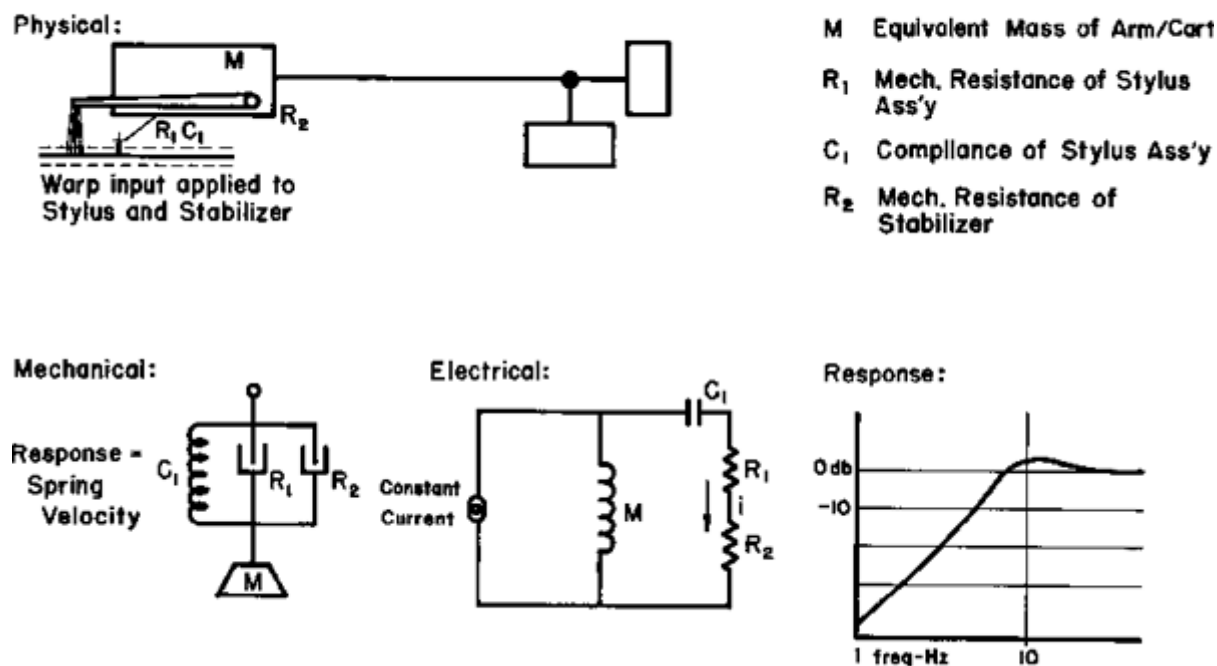 Physical:
M
R₂
R₁ C₁
Warp input applied to
Stylus and Stabilizer
M Equivalent Mass of Arm/Cart
R₁ Mech. Resistance of Stylus
Ass'y
C₁ Compliance of Stylus Ass'y
R₂ Mech. Resistance of
Stabilizer
Mechanical:
Response =
Spring
Velocity
C₁
R₁
R₂
M
Electrical:
Constant
Current
M
C₁
R₁
i
R₂
Response:
0db
-10
1 freq-Hz 10